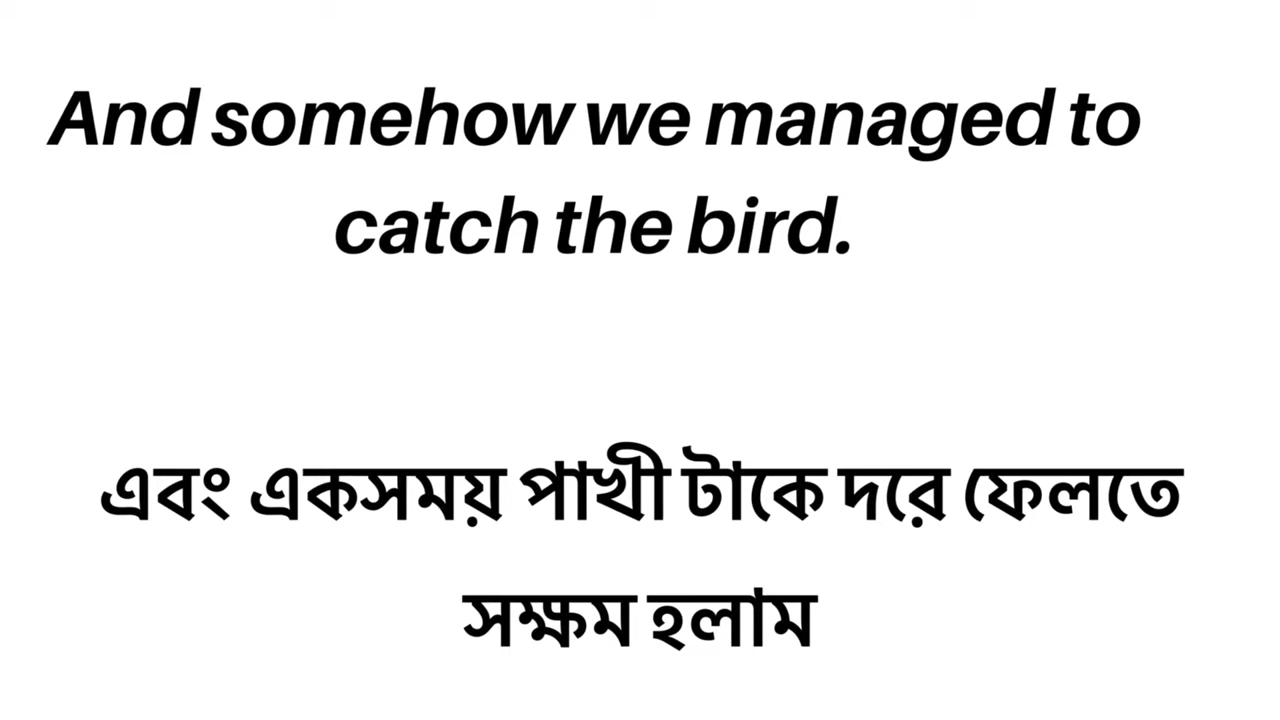 And somehow we managed to
catch the bird.
এবং একসময় পাখী টাকে দরে ফেলতে
সক্ষম হলাম